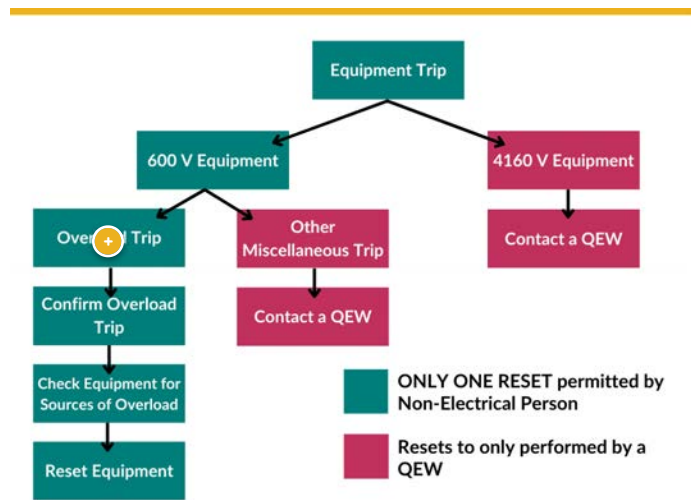 Equipment Trip
600 V Equipment
4160 V Equipment
Trip
Other
Miscellaneous Trip
Contact a QEW
Confirm Overload
Trip
Contact a QEW
Check Equipment for
Sources of Overload
Reset Equipment
ONLY ONE RESET permitted by
Non-Electrical Person
Resets to only performed by a
QEW